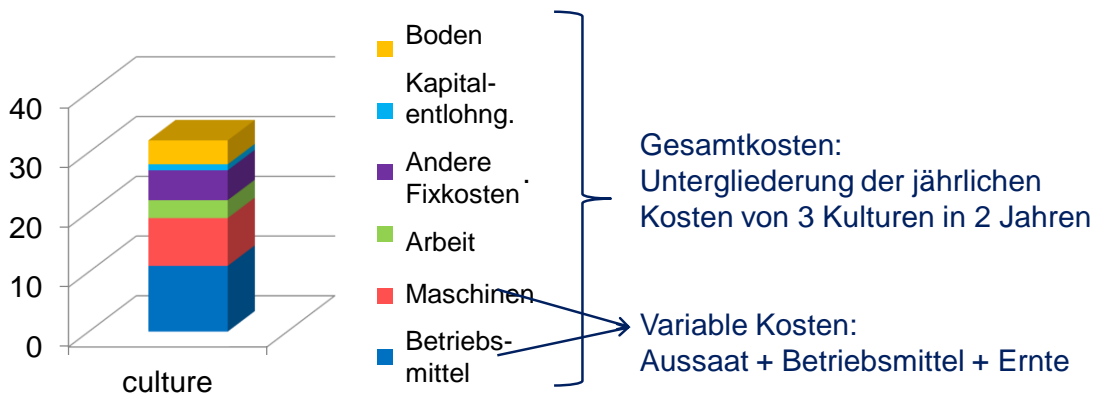 40
30
20
10
0
culture
Boden
Kapital-
entlohng.
Andere
Fixkosten .
Arbeit
Maschinen
Betriebs-
mittel
Gesamtkosten:
Untergliederung der jährlichen
Kosten von 3 Kulturen in 2 Jahren
Variable Kosten:
Aussaat + Betriebsmittel + Ernte